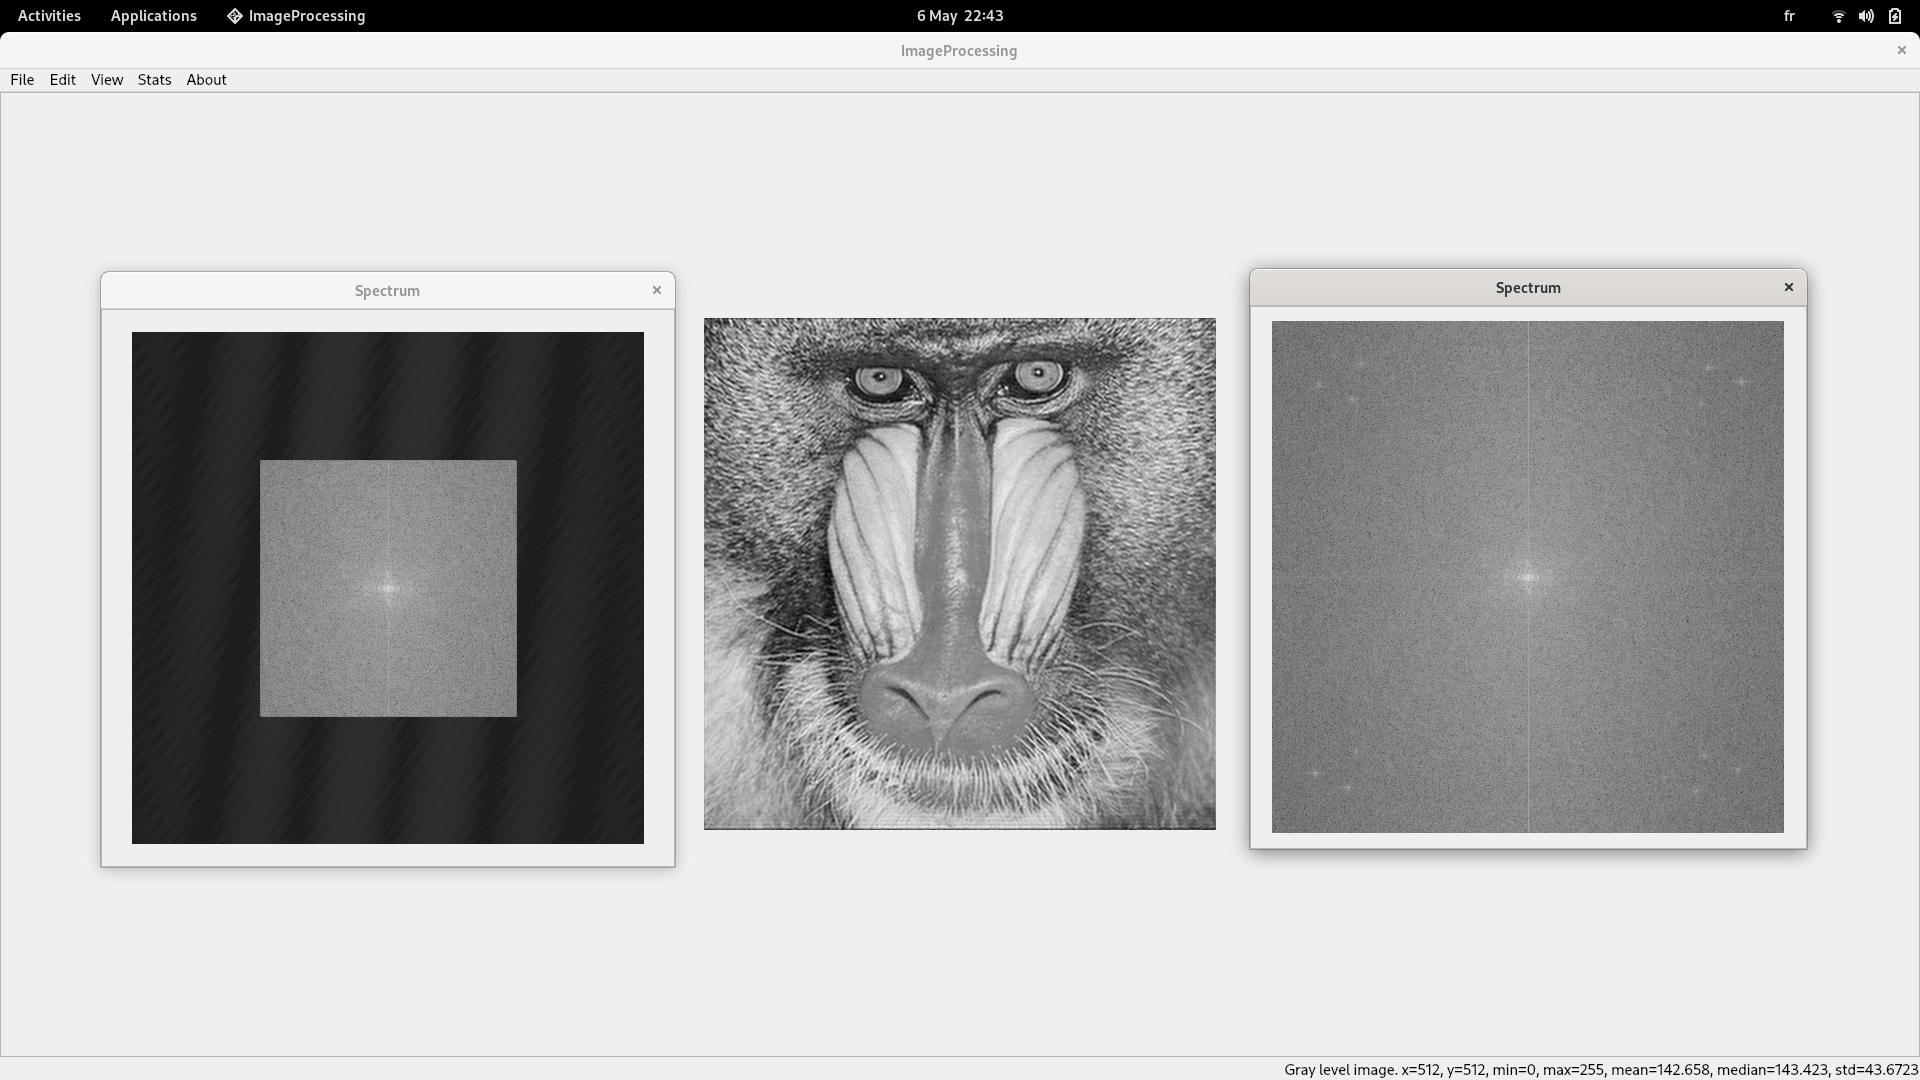 Activities Applications ImageProcessing 6 May 22:43 fr
ImageProcessing
File Edit View Stats About
Spectrum
Spectrum
Gray level image. x=512, y=512, min=0, max=255, mean=142.658, median=143.423, std=43.6723